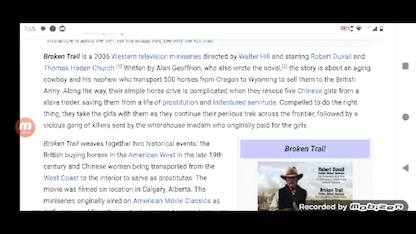 7:55
Broken Trail is a 2006 Western television miniseries directed by Walter Hill and starring Robert Duvall and
Thomas Haden Church.[1] Written by Alan Geoffrion, who also wrote the novel,[2] the story is about an aging
cowboy and his nephew who transport 500 horses from Oregon to Wyoming to sell them to the British
Army. Along the way, their simple horse drive is complicated when they rescue five Chinese girls from a
slave trader, saving them from a life of prostitution and indentured servitude. Compelled to do the right
thing, they take the girls with them as they continue their perilous trek across the frontier, followed by a
vicious gang of killers sent by the whorehouse madam who originally paid for the girls.
Broken Trail weaves together two historical events: the
British buying horses in the American West in the late 19th
century and Chinese women being transported from the
West Coast to the interior to serve as prostitutes. The
movie was filmed on location in Calgary, Alberta. The
miniseries originally aired on American Movie Classics as
Broken Trail
Robert Duvall
Broken Trail
Recorded by Mobizen